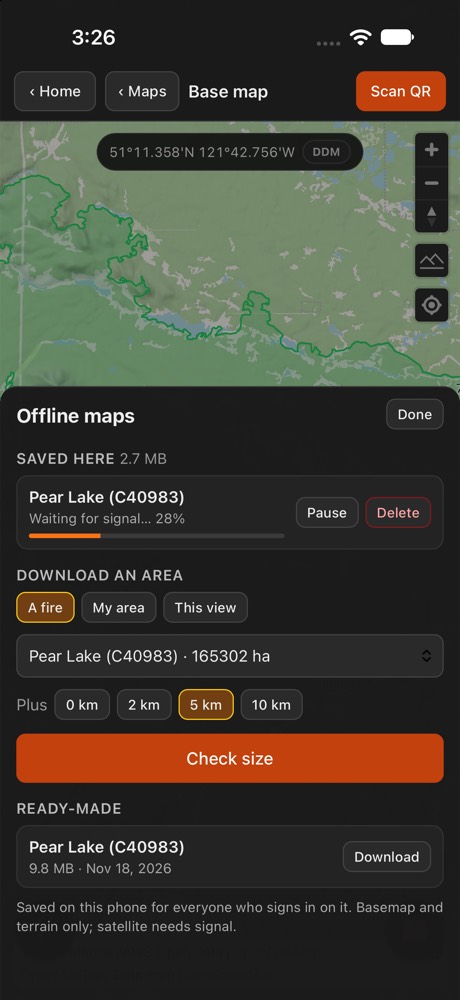 3:26
‹ Home
‹ Maps
Base map
Scan QR
51°11.358'N 121°42.756'W DDM
Offline maps
Done
SAVED HERE 2.7 MB
Pear Lake (C40983)
Waiting for signal... 28%
Pause
Delete
DOWNLOAD AN AREA
A fire
My area
This view
Pear Lake (C40983) · 165302 ha
Plus
0 km
2 km
5 km
10 km
Check size
READY-MADE
Pear Lake (C40983)
9.8 MB · Nov 18, 2026
Download
Saved on this phone for everyone who signs in on it. Basemap and
terrain only; satellite needs signal.